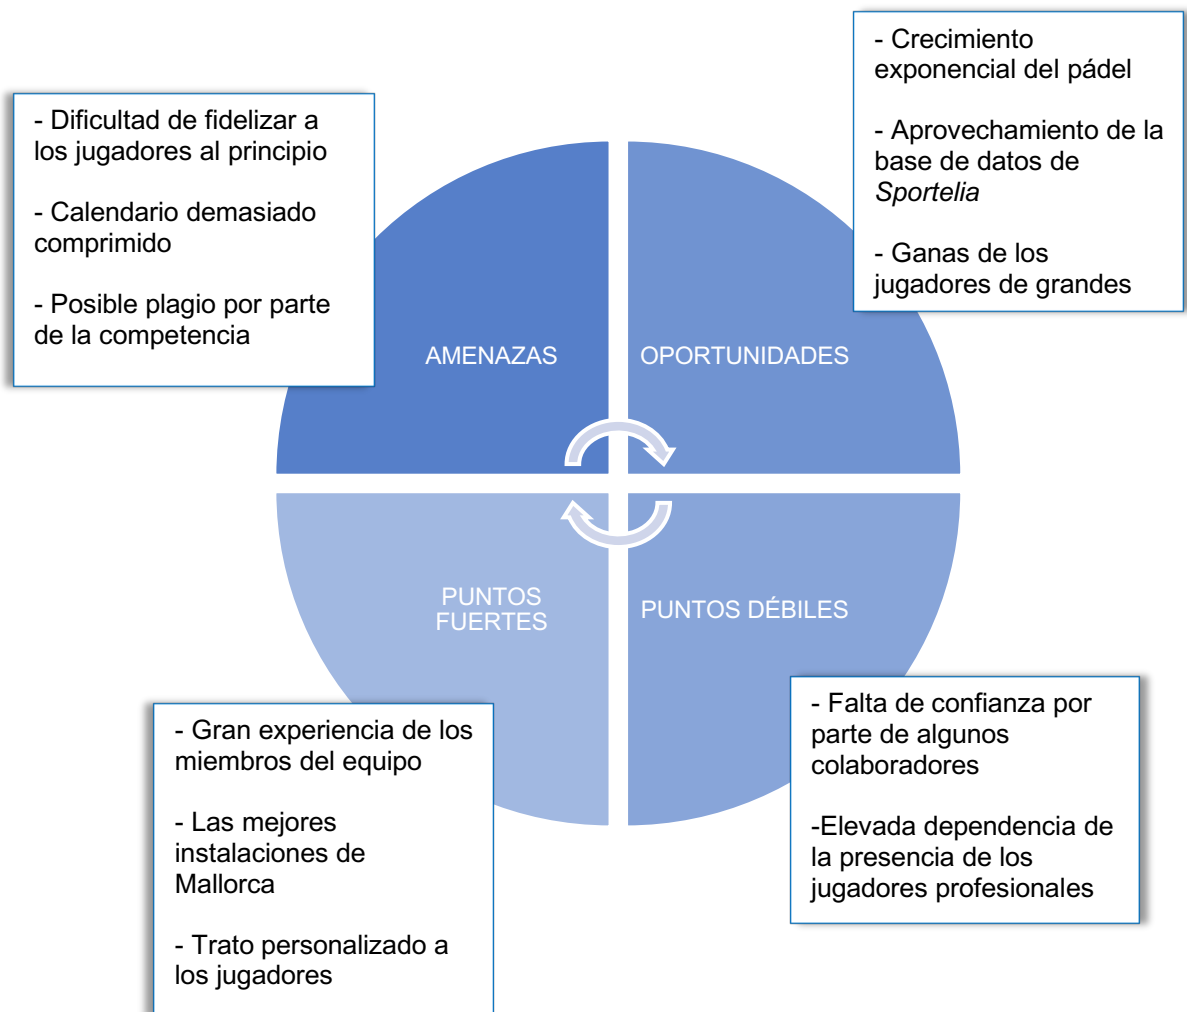 - Dificultad de fidelizar a
los jugadores al principio
- Calendario demasiado
comprimido
- Posible plagio por parte
de la competencia
- Crecimiento
exponencial del pádel
- Aprovechamiento de la
base de datos de
Sportelia
- Ganas de los
jugadores de grandes
AMENAZAS
OPORTUNIDADES
PUNTOS
FUERTES
PUNTOS DÉBILES
- Gran experiencia de los
miembros del equipo
- Las mejores
instalaciones de
Mallorca
- Trato personalizado a
los jugadores
- Falta de confianza por
parte de algunos
colaboradores
-Elevada dependencia de
la presencia de los
jugadores profesionales